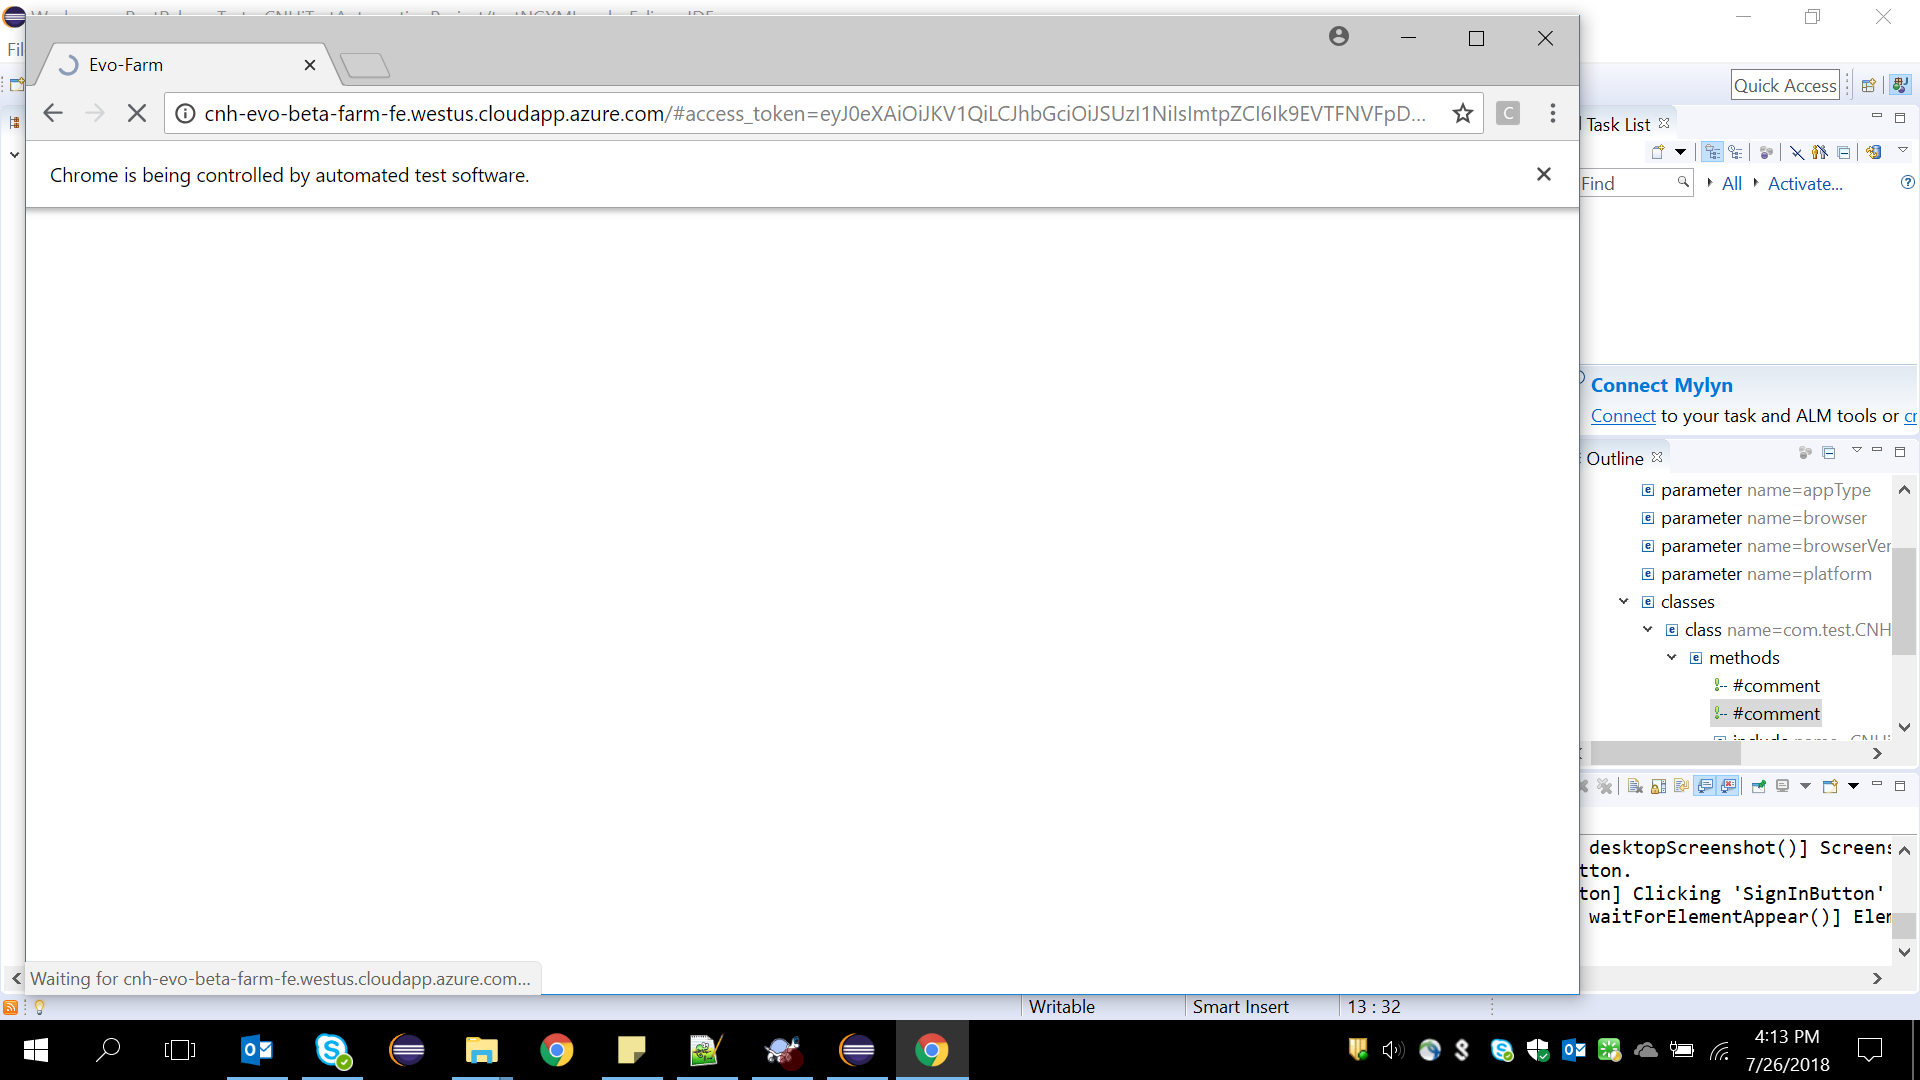 Evo-Farm
cnh-evo-beta-farm-fe.westus.cloudapp.azure.com/#access_token=eyJ0eXAiOiJKV1QiLCJhbGciOiJSUzI1NiIsImtpZCI6Ik9EVTFNVFpD...
C
Chrome is being controlled by automated test software.
Fil
Quick Access
Task List
Find
All
Activate...
Connect Mylyn
Connect to your task and ALM tools or cr
Outline
parameter name=appType
parameter name=browser
parameter name=browserVer
parameter name=platform
classes
class name=com.test.CNH
methods
#comment
#comment
desktopScreenshot()] Screens
tton.
ton] Clicking 'SignInButton'
waitForElementAppear()] Elem
Waiting for cnh-evo-beta-farm-fe.westus.cloudapp.azure.com...
Writable
Smart Insert
13 : 32
4:13 PM
7/26/2018